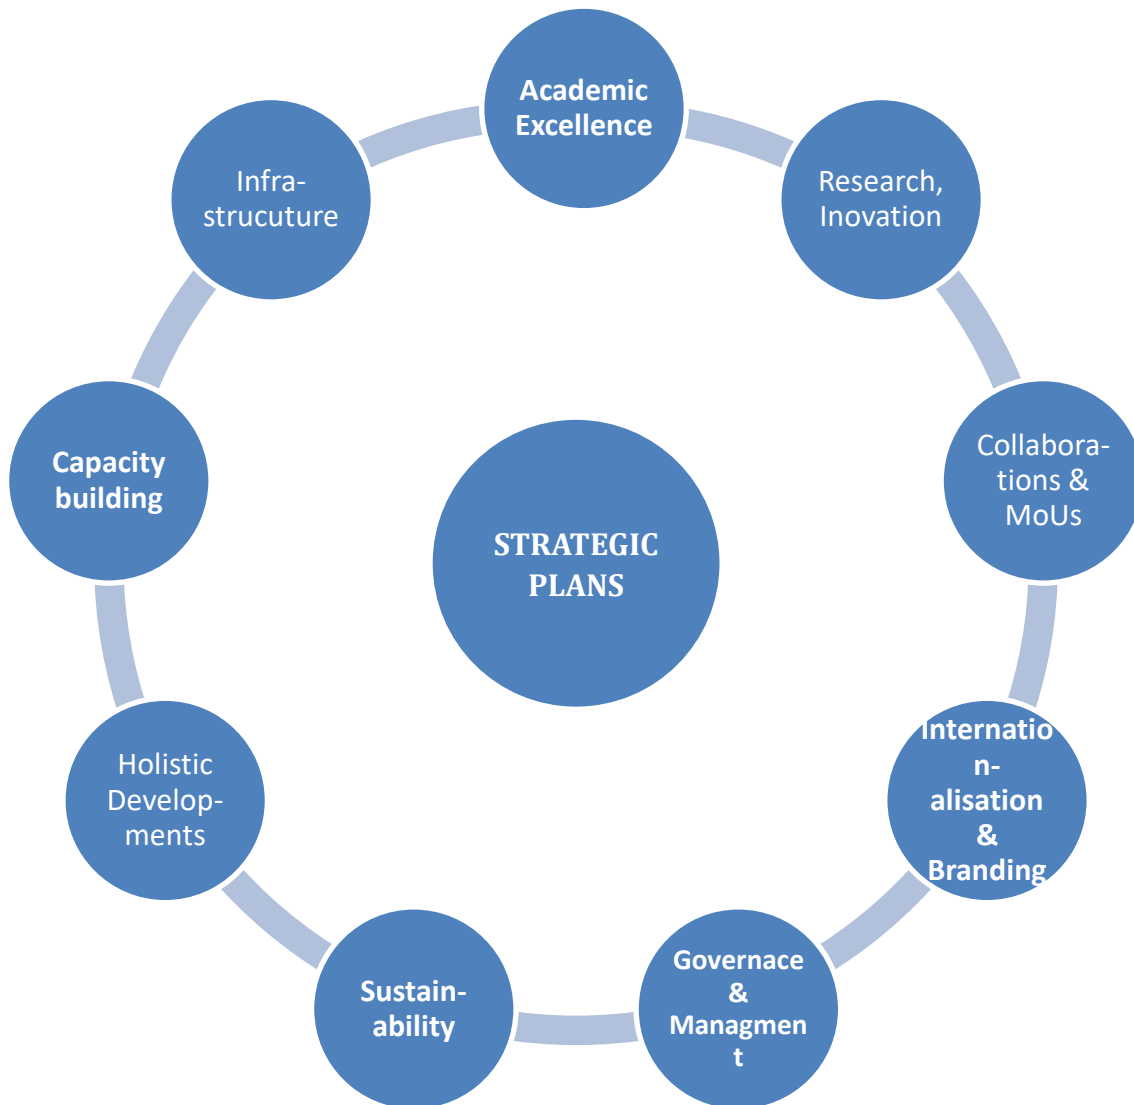 Academic
Excellence
Research,
Inovation
Collabora-
tions &
MoUs
Internatio
n-
alisation
&
Branding
Governace
&
Managmen
t
Sustain-
ability
Holistic
Develop-
ments
Capacity
building
Infra-
strucuture
STRATEGIC
PLANS